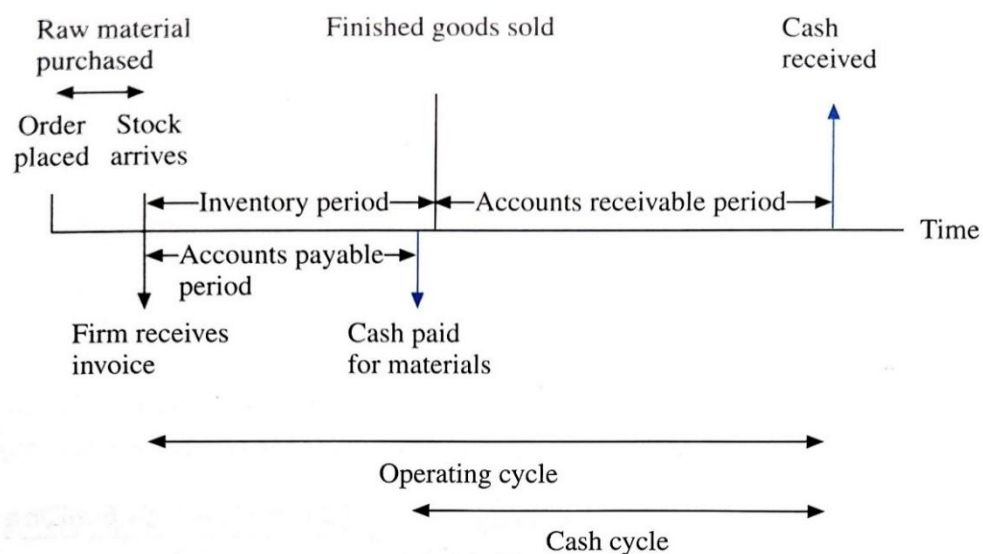 Raw material
purchased
Finished goods sold
Cash
received
Order
placed
Stock
arrives
Inventory period
Accounts receivable period
Time
Accounts payable
period
Firm receives
invoice
Cash paid
for materials
Operating cycle
Cash cycle